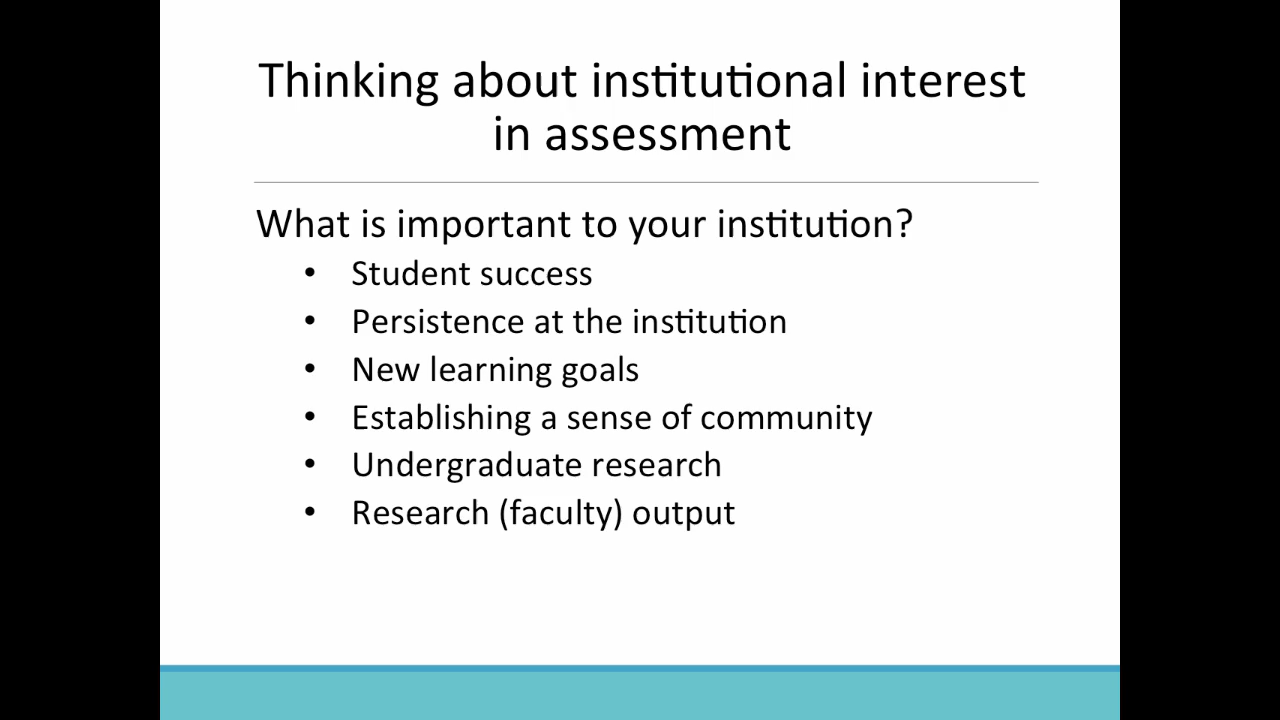 Thinking about institutional interest
in assessment
What is important to your institution?
• Student success
• Persistence at the institution
• New learning goals
• Establishing a sense of community
• Undergraduate research
• Research (faculty) output